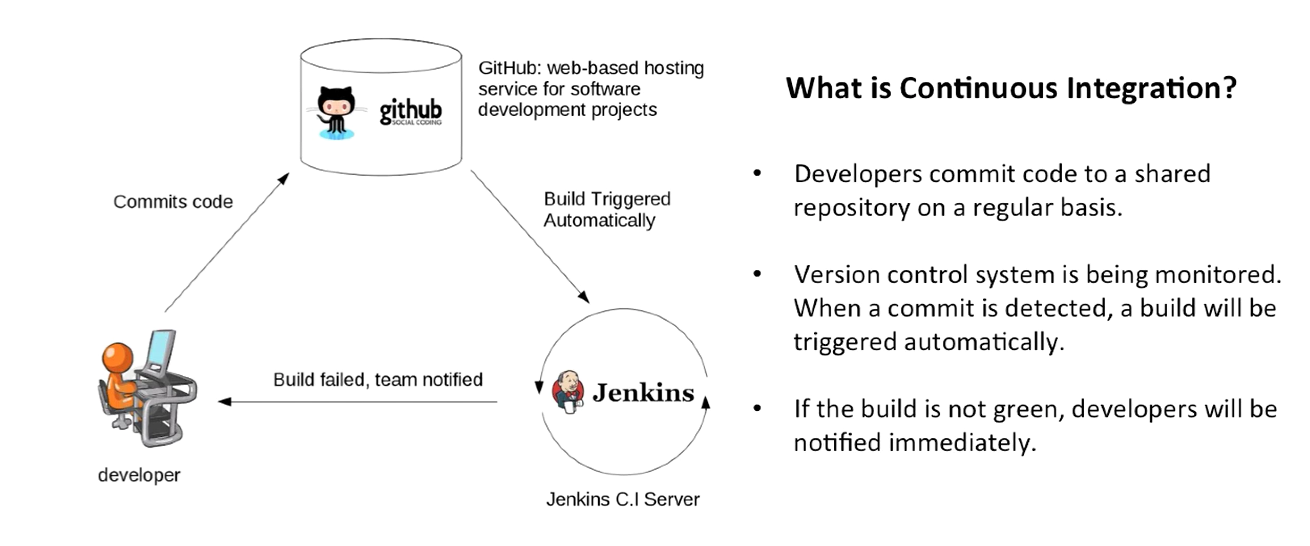 GitHub: web-based hosting
service for software
development projects
github
SOCIAL CODING
Commits code
Build Triggered
Automatically
Build failed, team notified
Jenkins
developer
Jenkins C.I Server
What is Continuous Integration?
• Developers commit code to a shared
repository on a regular basis.
• Version control system is being monitored.
When a commit is detected, a build will be
triggered automatically.
• If the build is not green, developers will be
notified immediately.